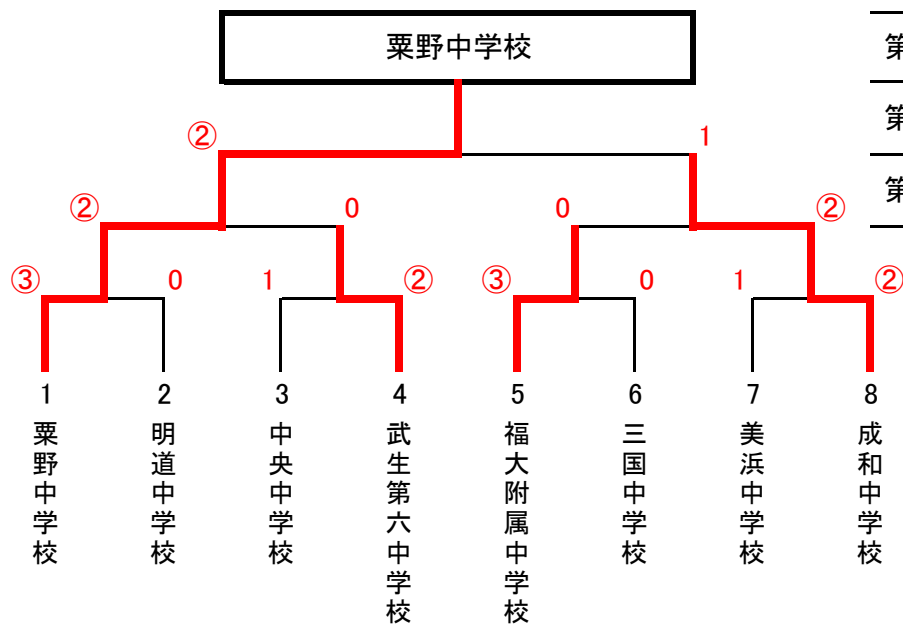 粟野中学校
第
第
第
② 1
② 0 0 ②
③ 0 1 ② ③ 0 1 ②
1 2 3 4 5 6 7 8
粟野中学校
明道中学校
中央中学校
武生第六中学校
福大附属中学校
三国中学校
美浜中学校
成和中学校